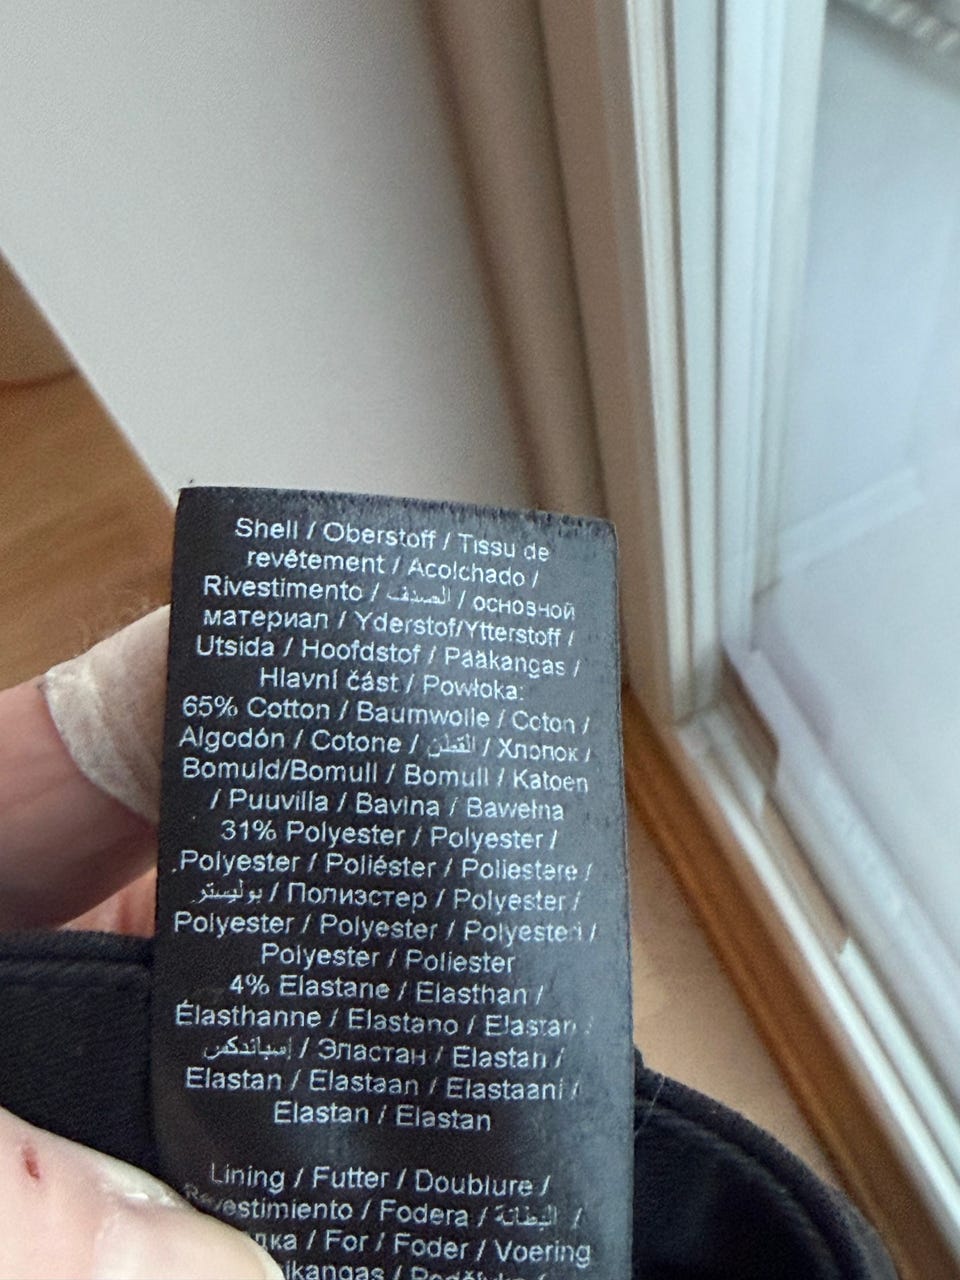 Shell / Oberstoff / Tissu de
revêtement / Acolchado /
Rivestimento / الصدف / основной
материал / Yderstof/Ytterstoff /
Utsida / Hoofdstof / Pääkangas /
Hlavní část / Powłoka:
65% Cotton / Baumwolle / Coton /
Algodón / Cotone / القطن / Хлопок /
Bomuld/Bomull / Bomull / Katoen
/ Puuvilla / Bavlna / Bawełna
31% Polyester / Polyester /
Polyester / Poliéster / Poliestere /
بوليستر / Полиэстер / Polyester /
Polyester / Polyester / Polyesteri /
Polyester / Poliester
4% Elastane / Elasthan /
Élasthanne / Elastano / Elastan /
إسباندكس / Эластан / Elastan /
Elastan / Elastaan / Elastaani /
Elastan / Elastan
Lining / Futter / Doublure /
Revestimiento / Fodera / البطانة /
/ For / Foder / Voering